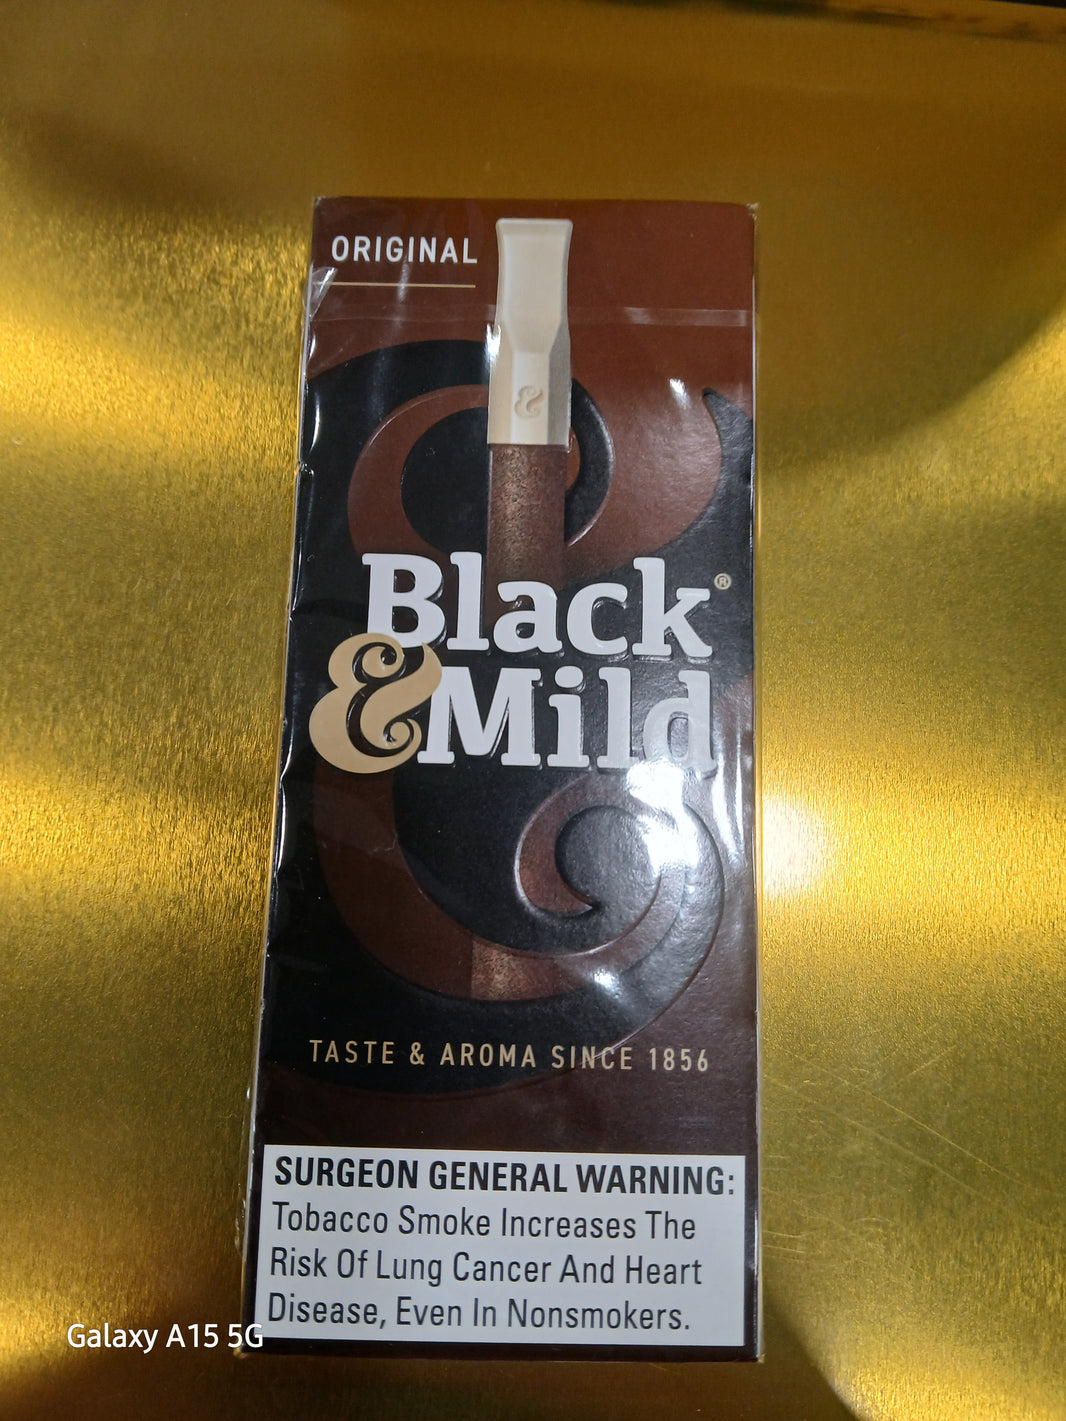 ORIGINAL
&
Black®
&Mild
TASTE & AROMA SINCE 1856
SURGEON GENERAL WARNING:
Tobacco Smoke Increases The
Risk Of Lung Cancer And Heart
Disease, Even In Nonsmokers.
Galaxy A15 5G